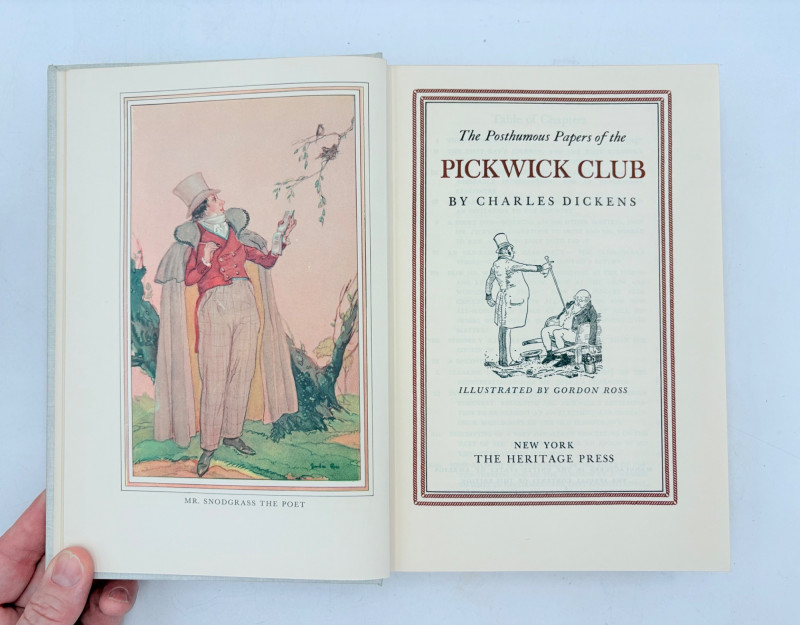 MR. SNODGRASS THE POET
The Posthumous Papers of the
PICKWICK CLUB
BY CHARLES DICKENS
ILLUSTRATED BY GORDON ROSS
NEW YORK
THE HERITAGE PRESS